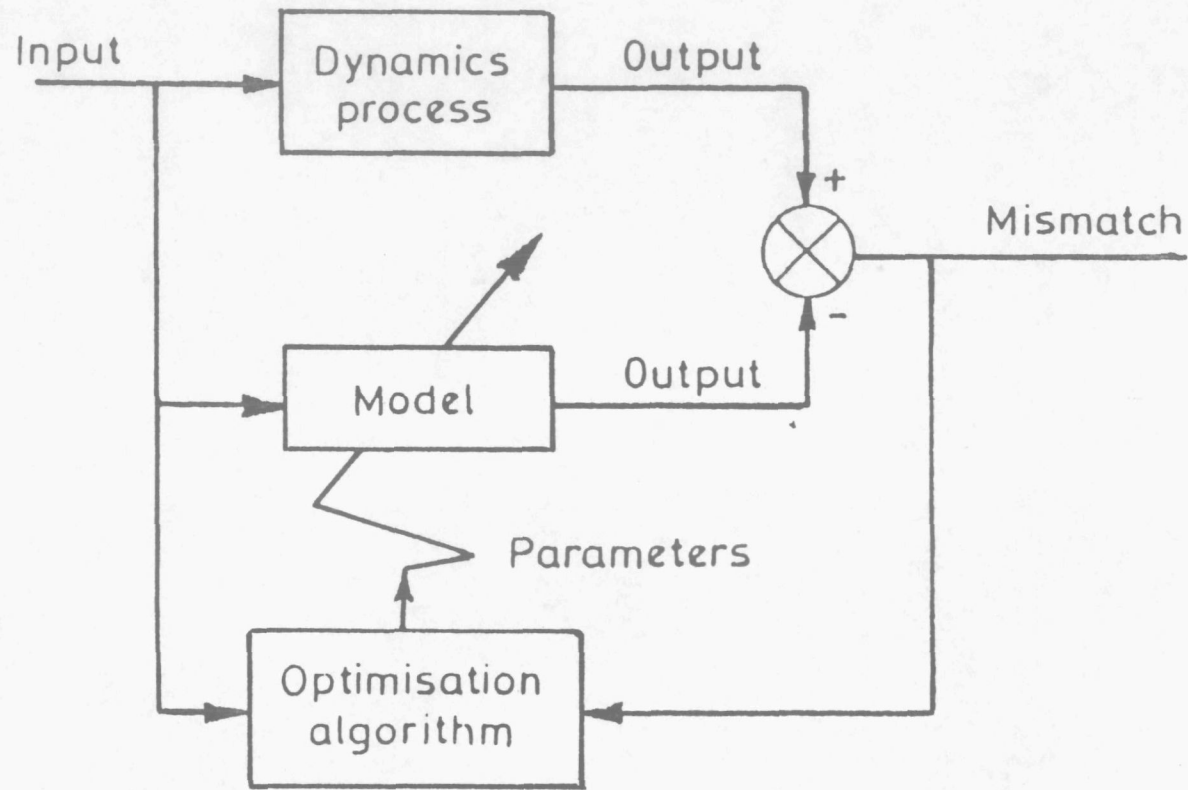 Input
Dynamics
process
Output
+
Mismatch
-
Model
Output
Parameters
Optimisation
algorithm